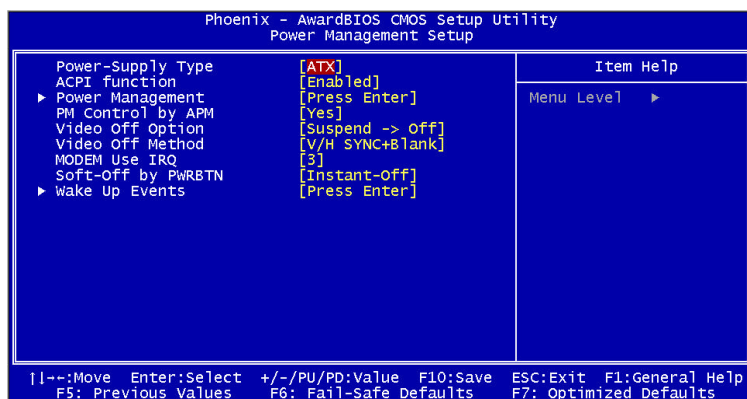 Phoenix - AwardBIOS CMOS Setup Utility
Power Management Setup
Power-Supply Type [ATX]
ACPI function [Enabled]
▶ Power Management [Press Enter]
PM Control by APM [Yes]
Video Off Option [Suspend -> Off]
Video Off Method [V/H SYNC+Blank]
MODEM Use IRQ [3]
Soft-Off by PWRBTN [Instant-Off]
▶ Wake Up Events [Press Enter]
Item Help
Menu Level ▶
↑↓→←:Move Enter:Select +/-/PU/PD:Value F10:Save ESC:Exit F1:General Help
F5: Previous Values F6: Fail-Safe Defaults F7: Optimized Defaults